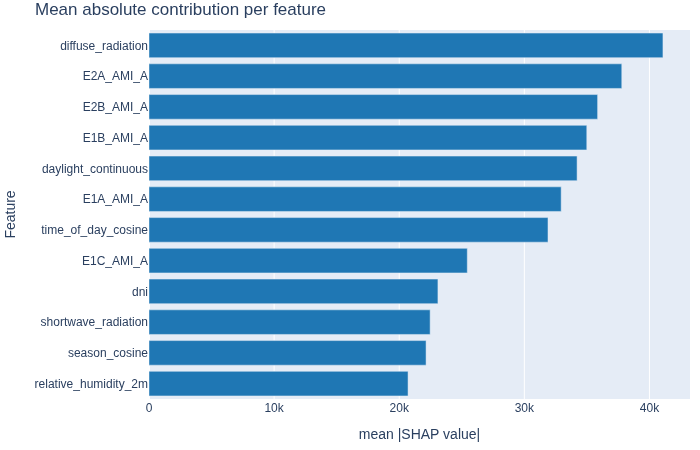 Mean absolute contribution per feature
Feature
diffuse_radiation
E2A_AMI_A
E2B_AMI_A
E1B_AMI_A
daylight_continuous
E1A_AMI_A
time_of_day_cosine
E1C_AMI_A
dni
shortwave_radiation
season_cosine
relative_humidity_2m
0 10k 20k 30k 40k
mean |SHAP value|